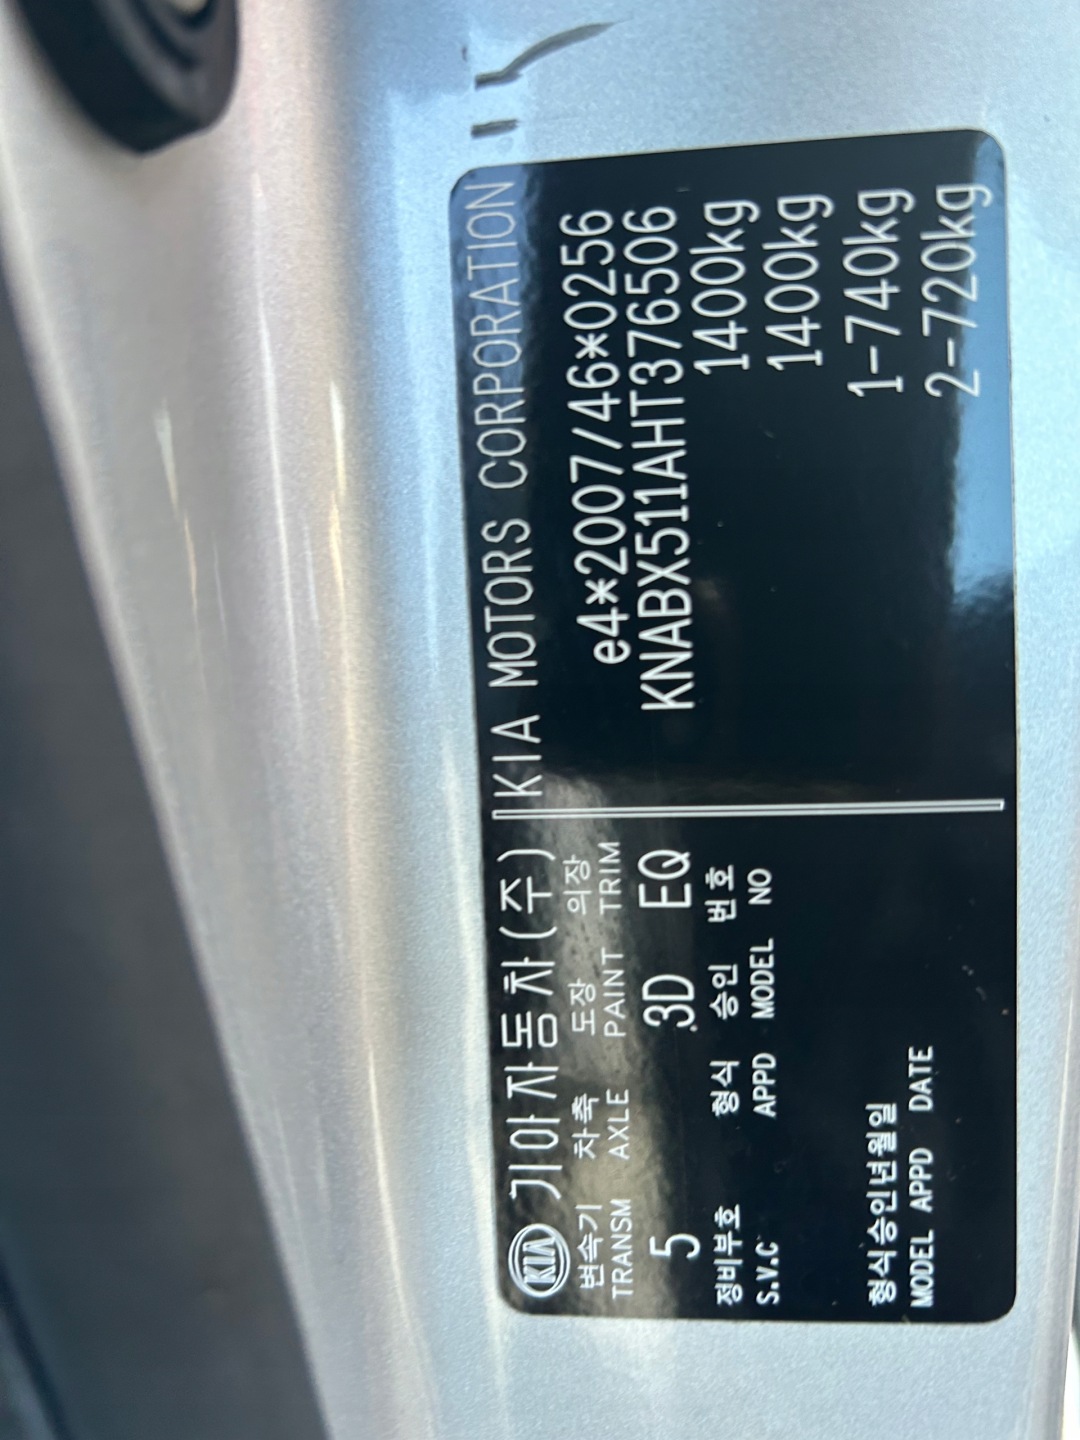 KIA 기아자동차(주) KIA MOTORS CORPORATION
변속기 차축 도장 의장
TRANSM AXLE PAINT TRIM
5 3D EQ
e4*2007/46*0256
KNABX511AHT376506
정비부호 형식 승인 번호
S.V.C APPD MODEL NO
1400kg
1400kg
형식승인년월일
MODEL APPD DATE
1-740kg
2-720kg